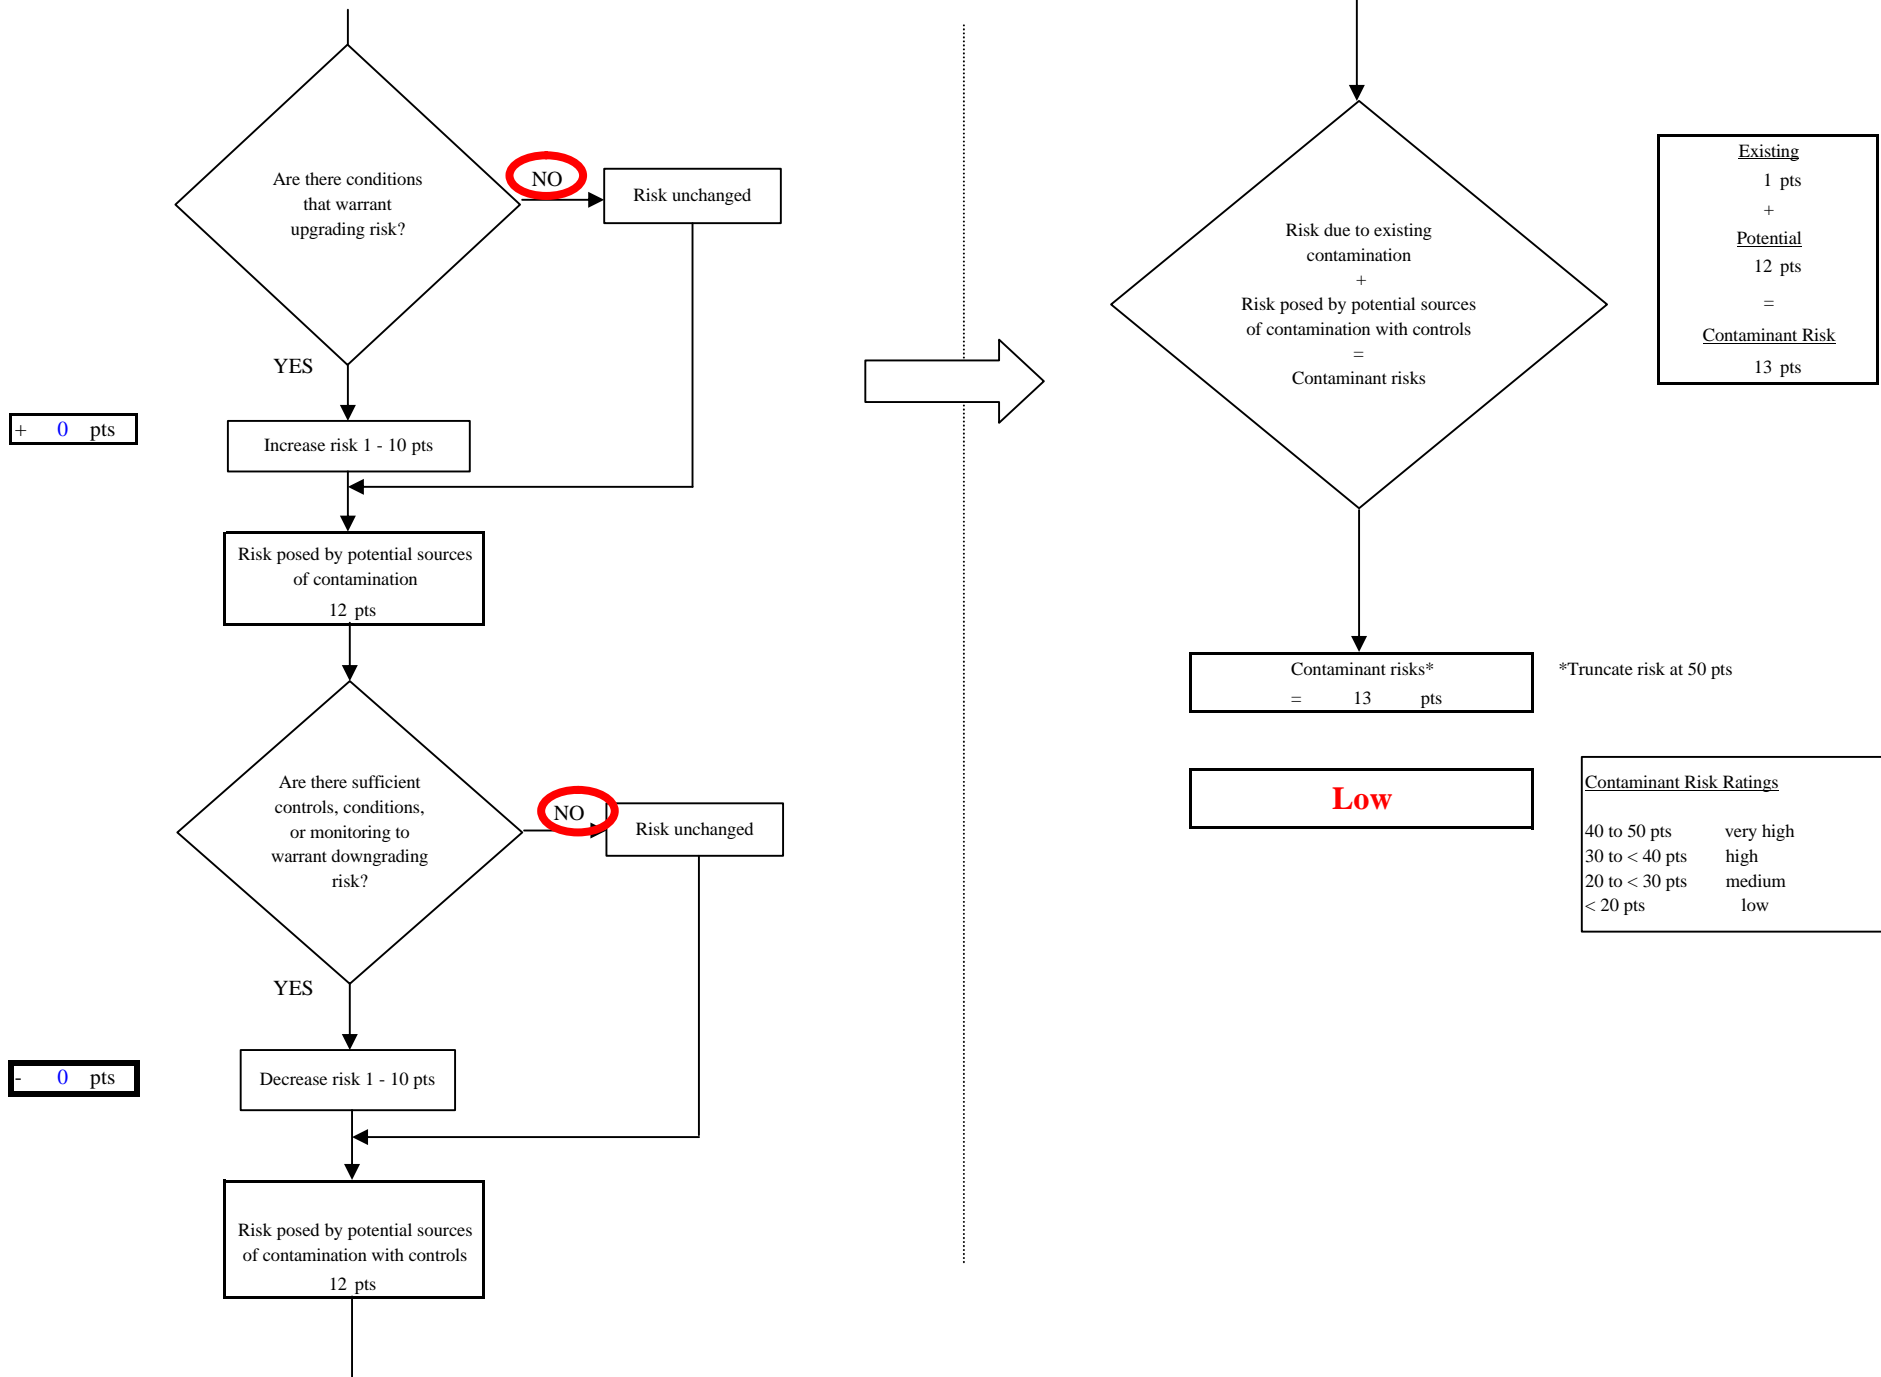 Are there conditions
that warrant
upgrading risk?
NO
Risk unchanged
YES
+ 0 pts
Increase risk 1 - 10 pts
Risk posed by potential sources
of contamination
12 pts
Are there sufficient
controls, conditions,
or monitoring to
warrant downgrading
risk?
NO
Risk unchanged
YES
- 0 pts
Decrease risk 1 - 10 pts
Risk posed by potential sources
of contamination with controls
12 pts
Risk due to existing
contamination
+
Risk posed by potential sources
of contamination with controls
=
Contaminant risks
Existing
1 pts
+
Potential
12 pts
=
Contaminant Risk
13 pts
Contaminant risks*
= 13 pts
*Truncate risk at 50 pts
Low
Contaminant Risk Ratings
40 to 50 pts very high
30 to < 40 pts high
20 to < 30 pts medium
< 20 pts low